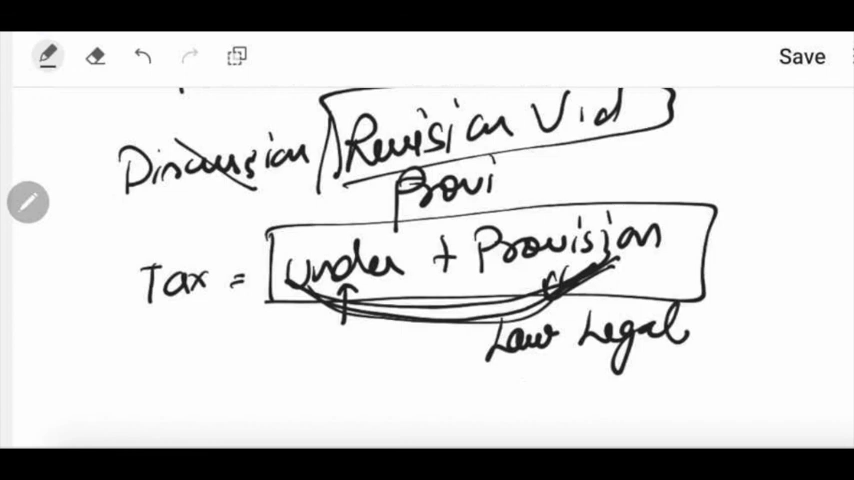 Save
Discussion Revision Vid
Provi
Tax = under + Provision
Law Legal